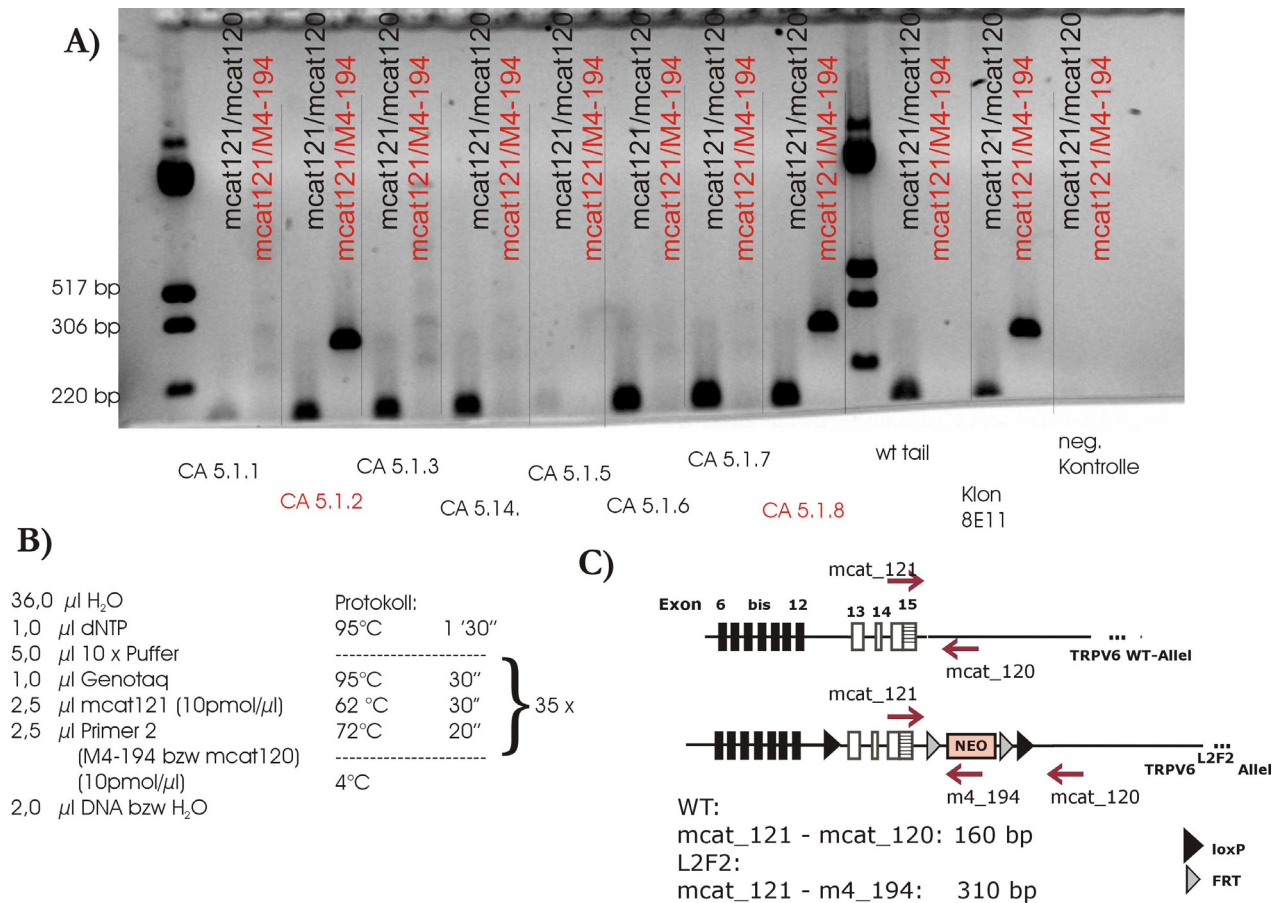 A)
mcat121/mcat120
mcat121/M4-194
mcat121/mcat120
mcat121/M4-194
mcat121/mcat120
mcat121/M4-194
mcat121/mcat120
mcat121/M4-194
mcat121/mcat120
mcat121/M4-194
mcat121/mcat120
mcat121/M4-194
mcat121/mcat120
mcat121/M4-194
mcat121/mcat120
mcat121/M4-194
mcat121/mcat120
mcat121/M4-194
mcat121/mcat120
mcat121/M4-194
mcat121/mcat120
mcat121/M4-194
517 bp
306 bp
220 bp
CA 5.1.1
CA 5.1.2
CA 5.1.3
CA 5.14.
CA 5.1.5
CA 5.1.6
CA 5.1.7
CA 5.1.8
wt tail
Klon
8E11
neg.
Kontrolle
B)
36,0 µl H₂O
1,0 µl dNTP
5,0 µl 10 x Puffer
1,0 µl Genotaq
2,5 µl mcat121 (10pmol/µl)
2,5 µl Primer 2
(M4-194 bzw mcat120)
(10pmol/µl)
2,0 µl DNA bzw H₂O
Protokoll:
95°C 1 '30"
--------------------
95°C 30"
62 °C 30"
72°C 20"
--------------------
4°C
35 x
C)
mcat_121
Exon 6 bis 12 13 14 15
...
TRPV6 WT-Allel
mcat_120
mcat_121
NEO
...
TRPV6 L2F2 Allel
m4_194 mcat_120
WT:
mcat_121 - mcat_120: 160 bp
L2F2:
mcat_121 - m4_194: 310 bp
loxP
FRT